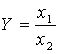 Y = x₁ / x₂